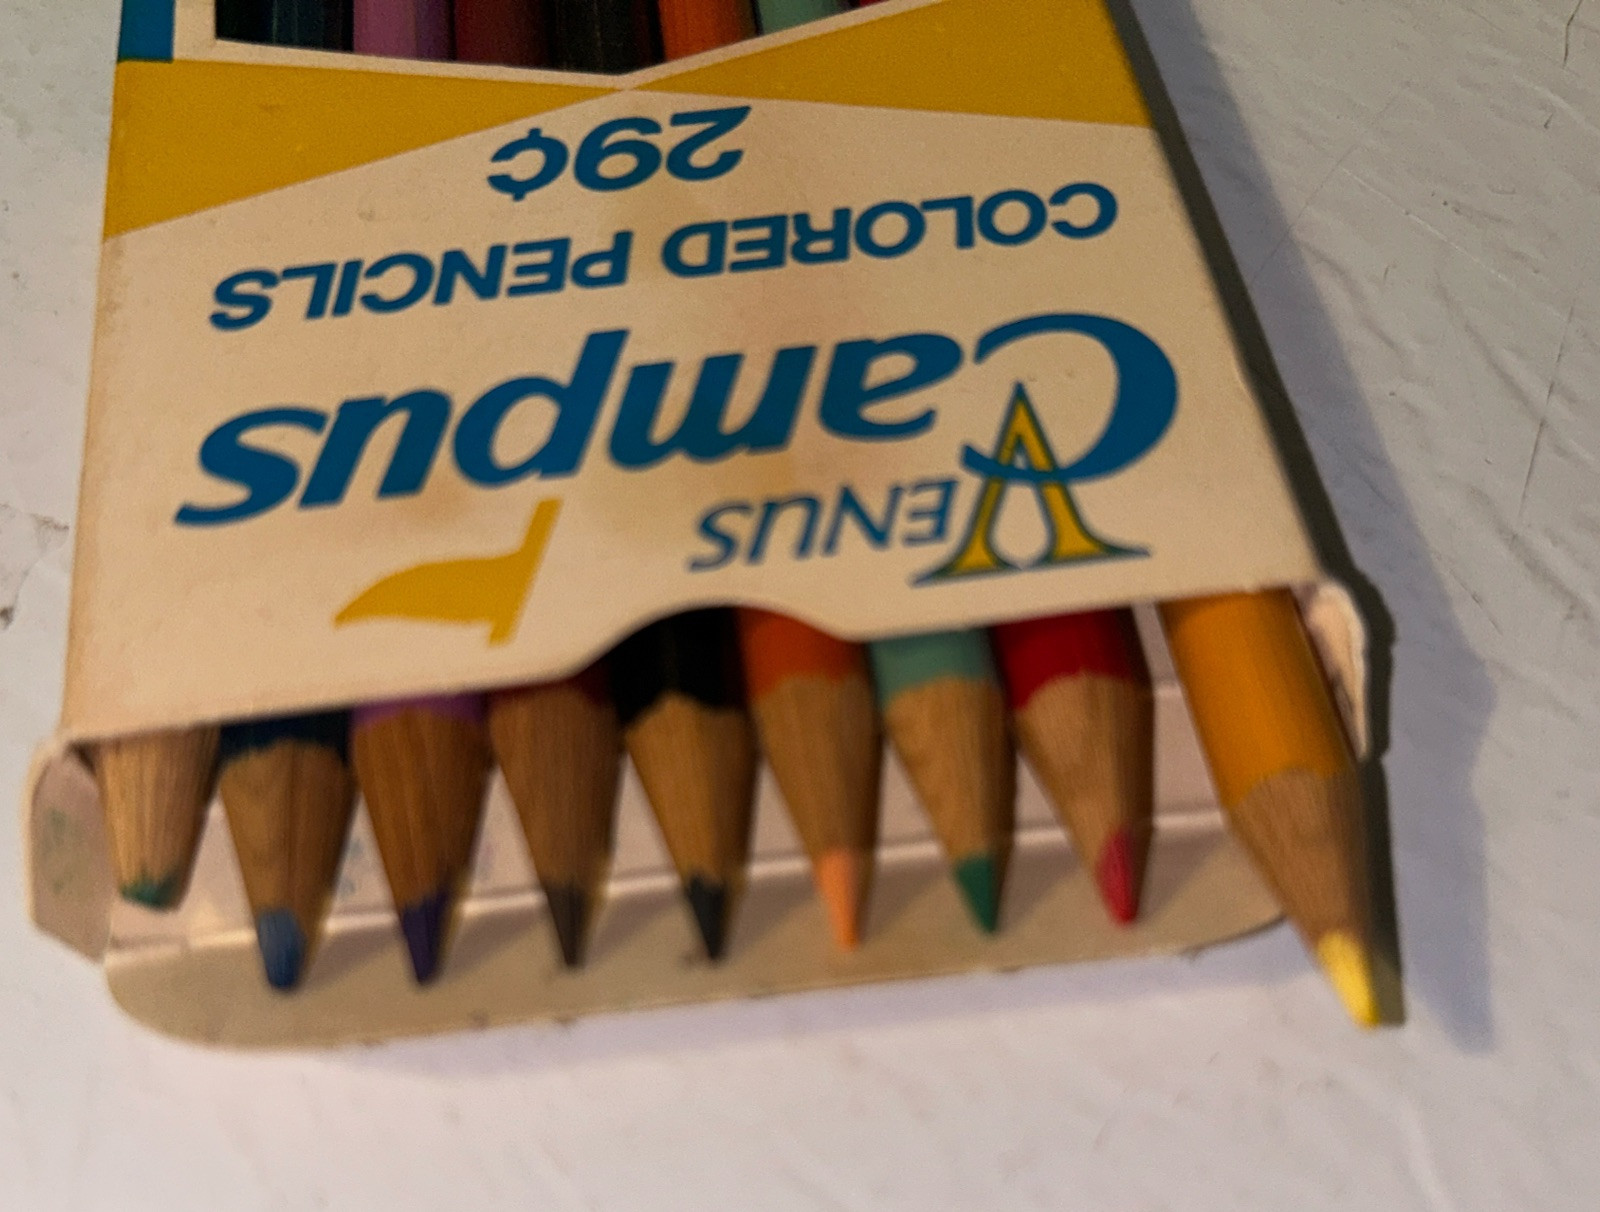 VENUS
Campus
COLORED PENCILS
29¢